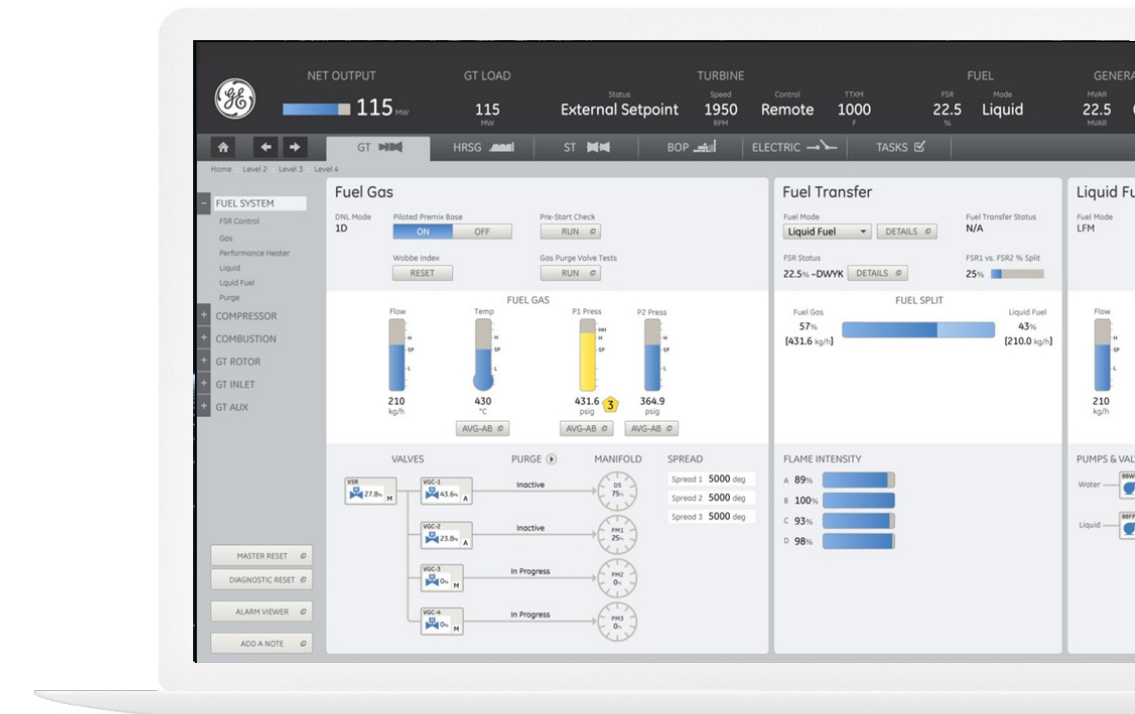 NET OUTPUT
GT LOAD
TURBINE
FUEL
GENERA
115 MW
115
MW
Status
External Setpoint
Speed
1950
RPM
Control
Remote
TTXM
1000
F
FSR
22.5
%
Mode
Liquid
MVAR
22.5
MVAR
GT
HRSG
ST
BOP
ELECTRIC
TASKS
Home Level 2 Level 3 Level 4
FUEL SYSTEM
FSR Control
Gas
Performance Heater
Liquid
Lquid Fuel
Purge
COMPRESSOR
COMBUSTION
GT ROTOR
GT INLET
GT AUX
MASTER RESET
DIAGNOSTIC RESET
ALARM VIEWER
ADD A NOTE
Fuel Gas
DNL Mode
1D
Piloted Premix Base
ON OFF
Pre-Start Check
RUN
Wobbe Index
RESET
Gas Purge Valve Tests
RUN
FUEL GAS
Flow
H
SP
L
210
kg/h
Temp
H
SP
L
430
°C
AVG-AB
P1 Press
HH
H
SP
431.6
psig
3
AVG-AB
P2 Press
H
SP
L
364.9
psig
AVG-AB
VALVES
PURGE
MANIFOLD
SPREAD
VSR
27.8% M
VGC-1
43.6% A
Inactive
D5
75%
VGC-2
23.8% A
Inactive
PM1
25%
VGC-3
0% M
In Progress
PM2
0%
VGC-4
0% M
In Progress
PM3
0%
Spread 1 5000 deg
Spread 2 5000 deg
Spread 3 5000 deg
Fuel Transfer
Fuel Mode
Liquid Fuel
DETAILS
Fuel Transfer Status
N/A
FSR Status
22.5% -DWYK
DETAILS
FSR1 vs. FSR2 % Split
25%
FUEL SPLIT
Fuel Gas
57%
[431.6 kg/h]
Liquid Fuel
43%
[210.0 kg/h]
FLAME INTENSITY
A 89%
B 100%
C 93%
D 98%
Liquid Fu
Fuel Mode
LFM
Flow
H
SP
L
210
kg/h
PUMPS & VAL
Water
Liquid